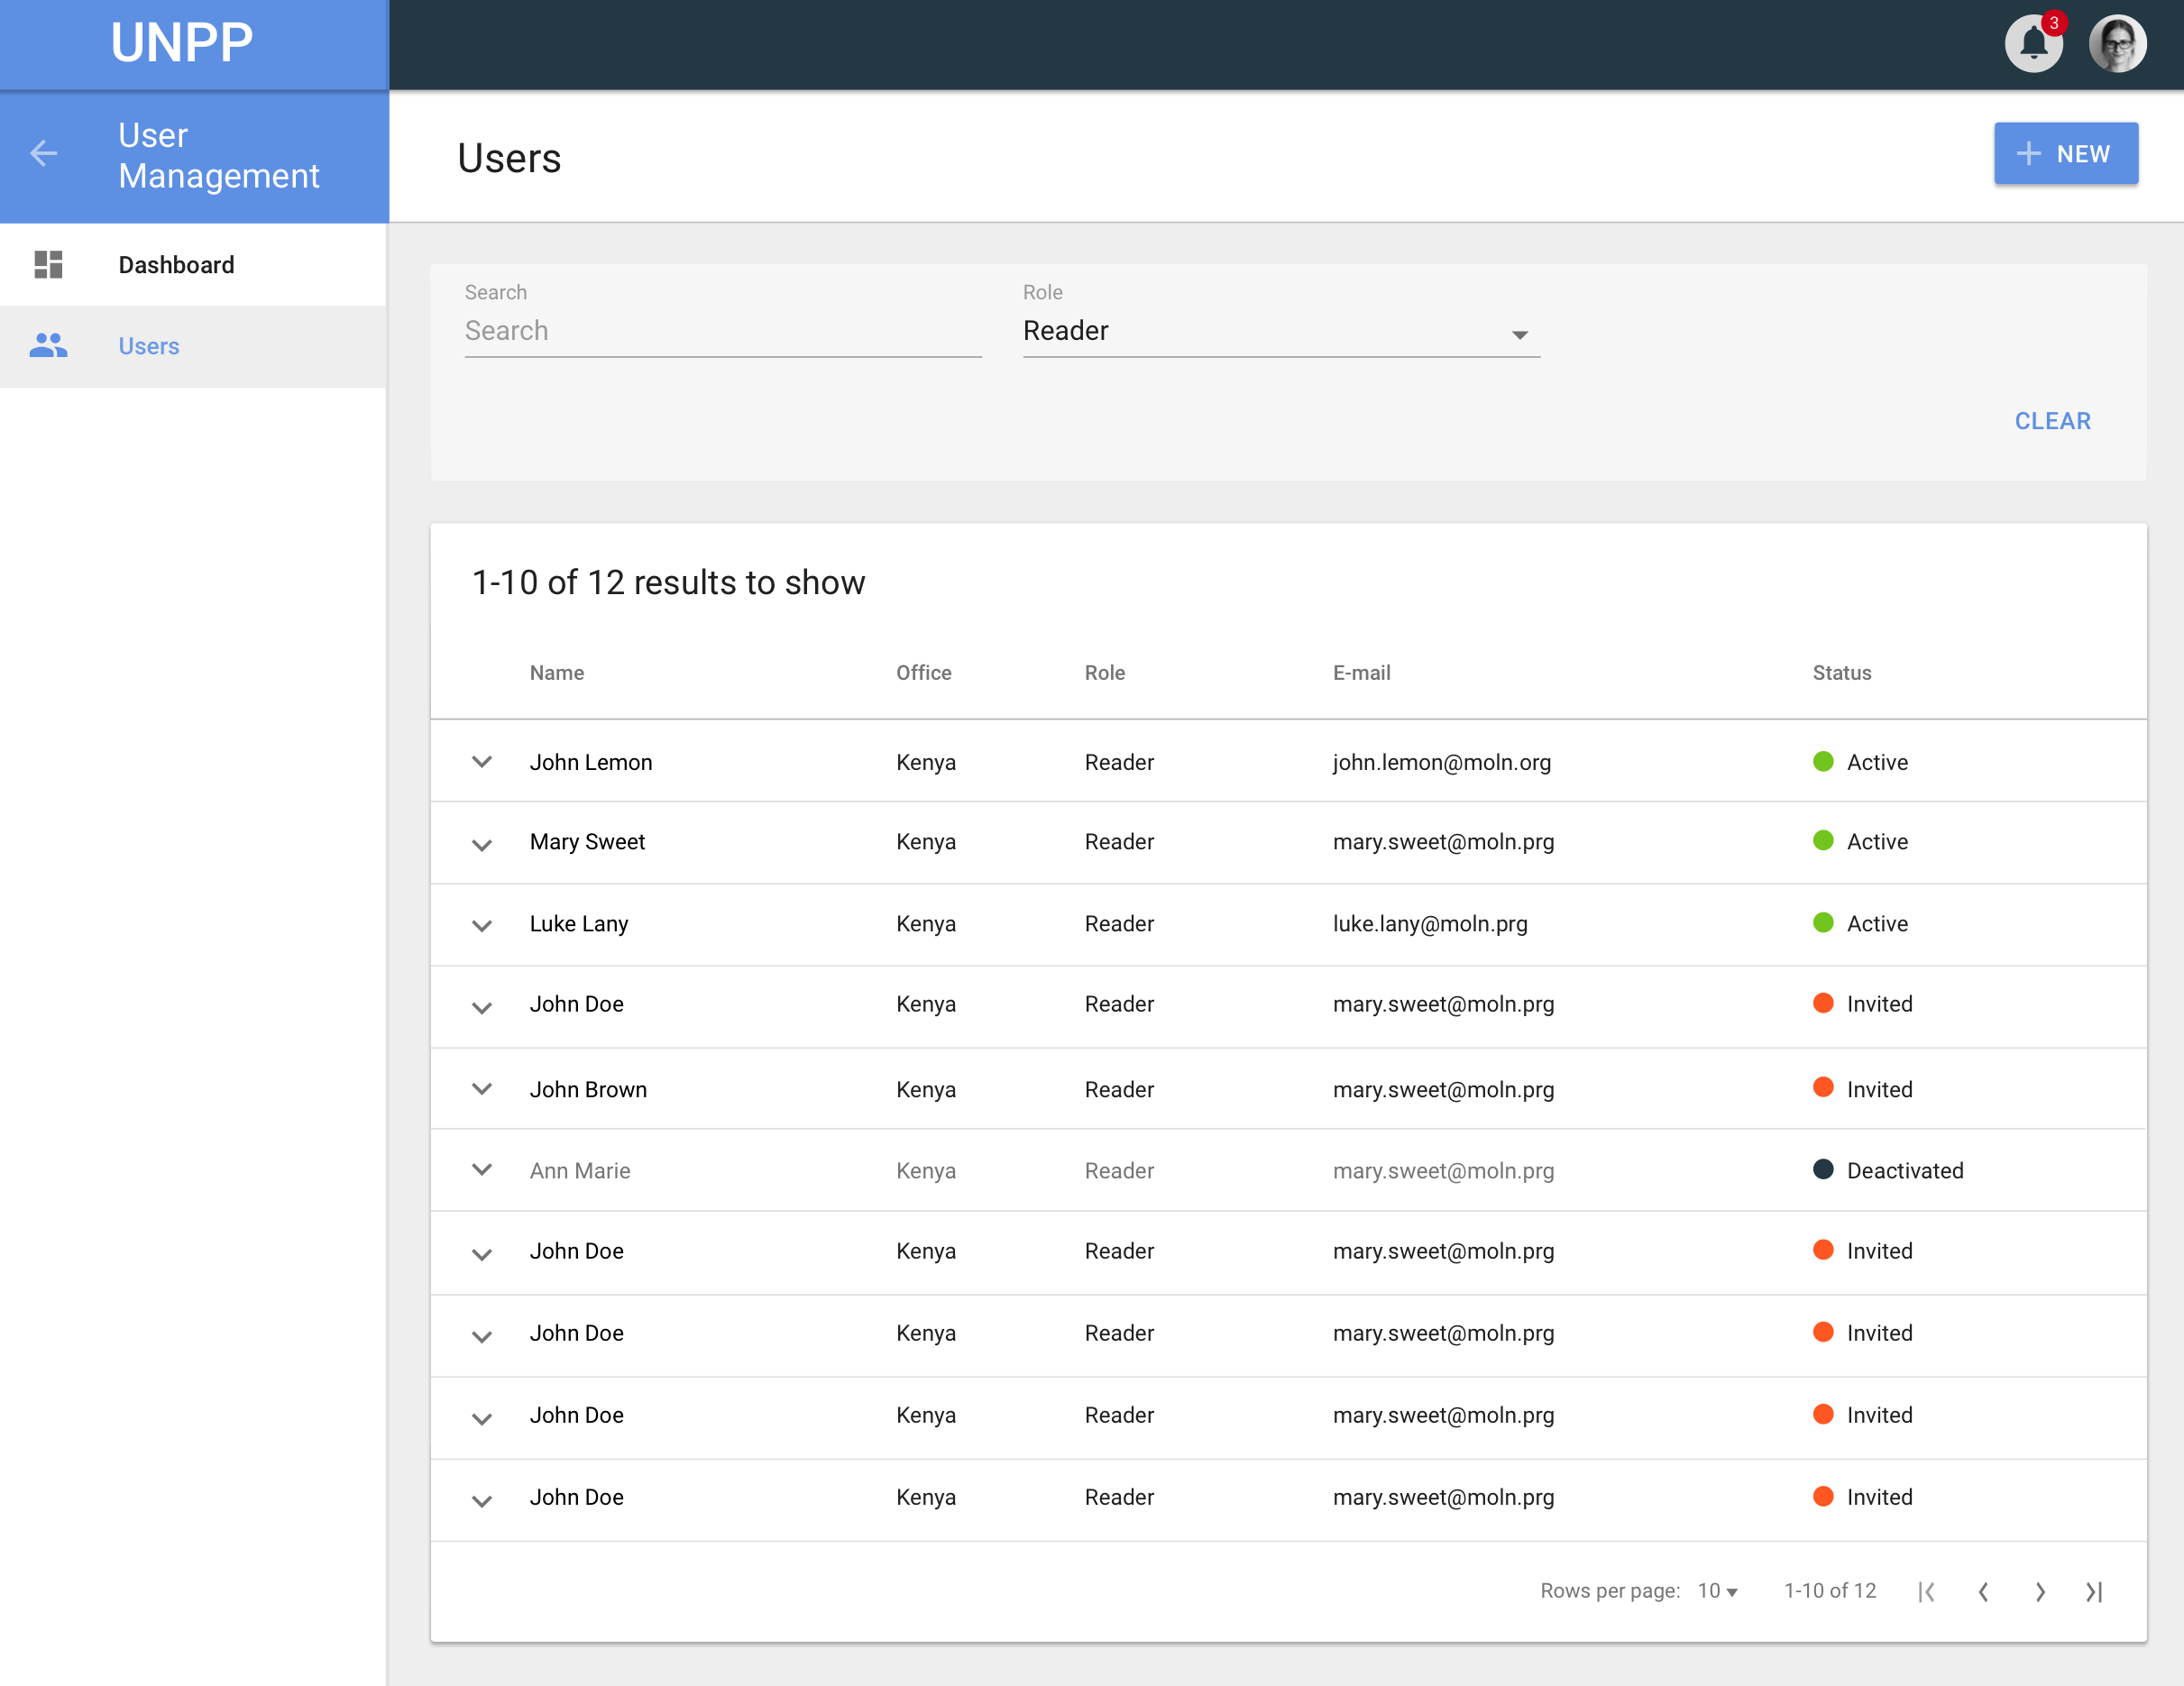 UNPP
3
User
Management
Users
+ NEW
Dashboard
Users
Search
Search
Role
Reader
CLEAR
1-10 of 12 results to show
Name Office Role E-mail Status
John Lemon Kenya Reader john.lemon@moln.org Active
Mary Sweet Kenya Reader mary.sweet@moln.prg Active
Luke Lany Kenya Reader luke.lany@moln.prg Active
John Doe Kenya Reader mary.sweet@moln.prg Invited
John Brown Kenya Reader mary.sweet@moln.prg Invited
Ann Marie Kenya Reader mary.sweet@moln.prg Deactivated
John Doe Kenya Reader mary.sweet@moln.prg Invited
John Doe Kenya Reader mary.sweet@moln.prg Invited
John Doe Kenya Reader mary.sweet@moln.prg Invited
John Doe Kenya Reader mary.sweet@moln.prg Invited
Rows per page: 10 1-10 of 12